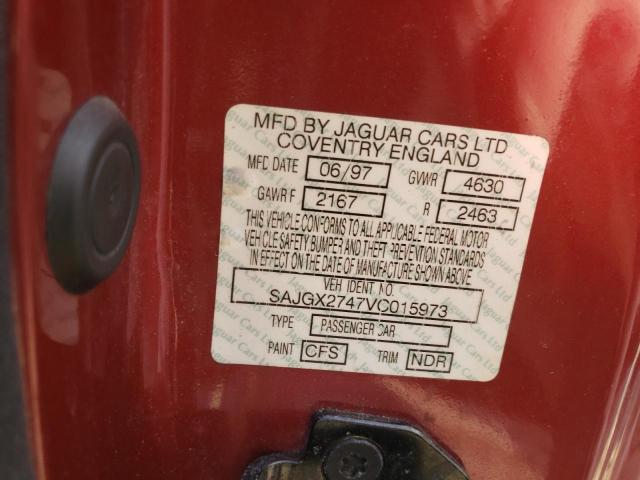 MFD BY JAGUAR CARS LTD
COVENTRY ENGLAND
MFD DATE 06/97 GVWR 4630
GAWR F 2167 R 2463
THIS VEHICLE CONFORMS TO ALL APPLICABLE FEDERAL MOTOR
VEHICLE SAFETY BUMPER AND THEFT PREVENTION STANDARDS
IN EFFECT ON THE DATE OF MANUFACTURE SHOWN ABOVE.
VEH IDENT. NO.
SAJGX2747VC015973
TYPE PASSENGER CAR
PAINT CFS TRIM NDR